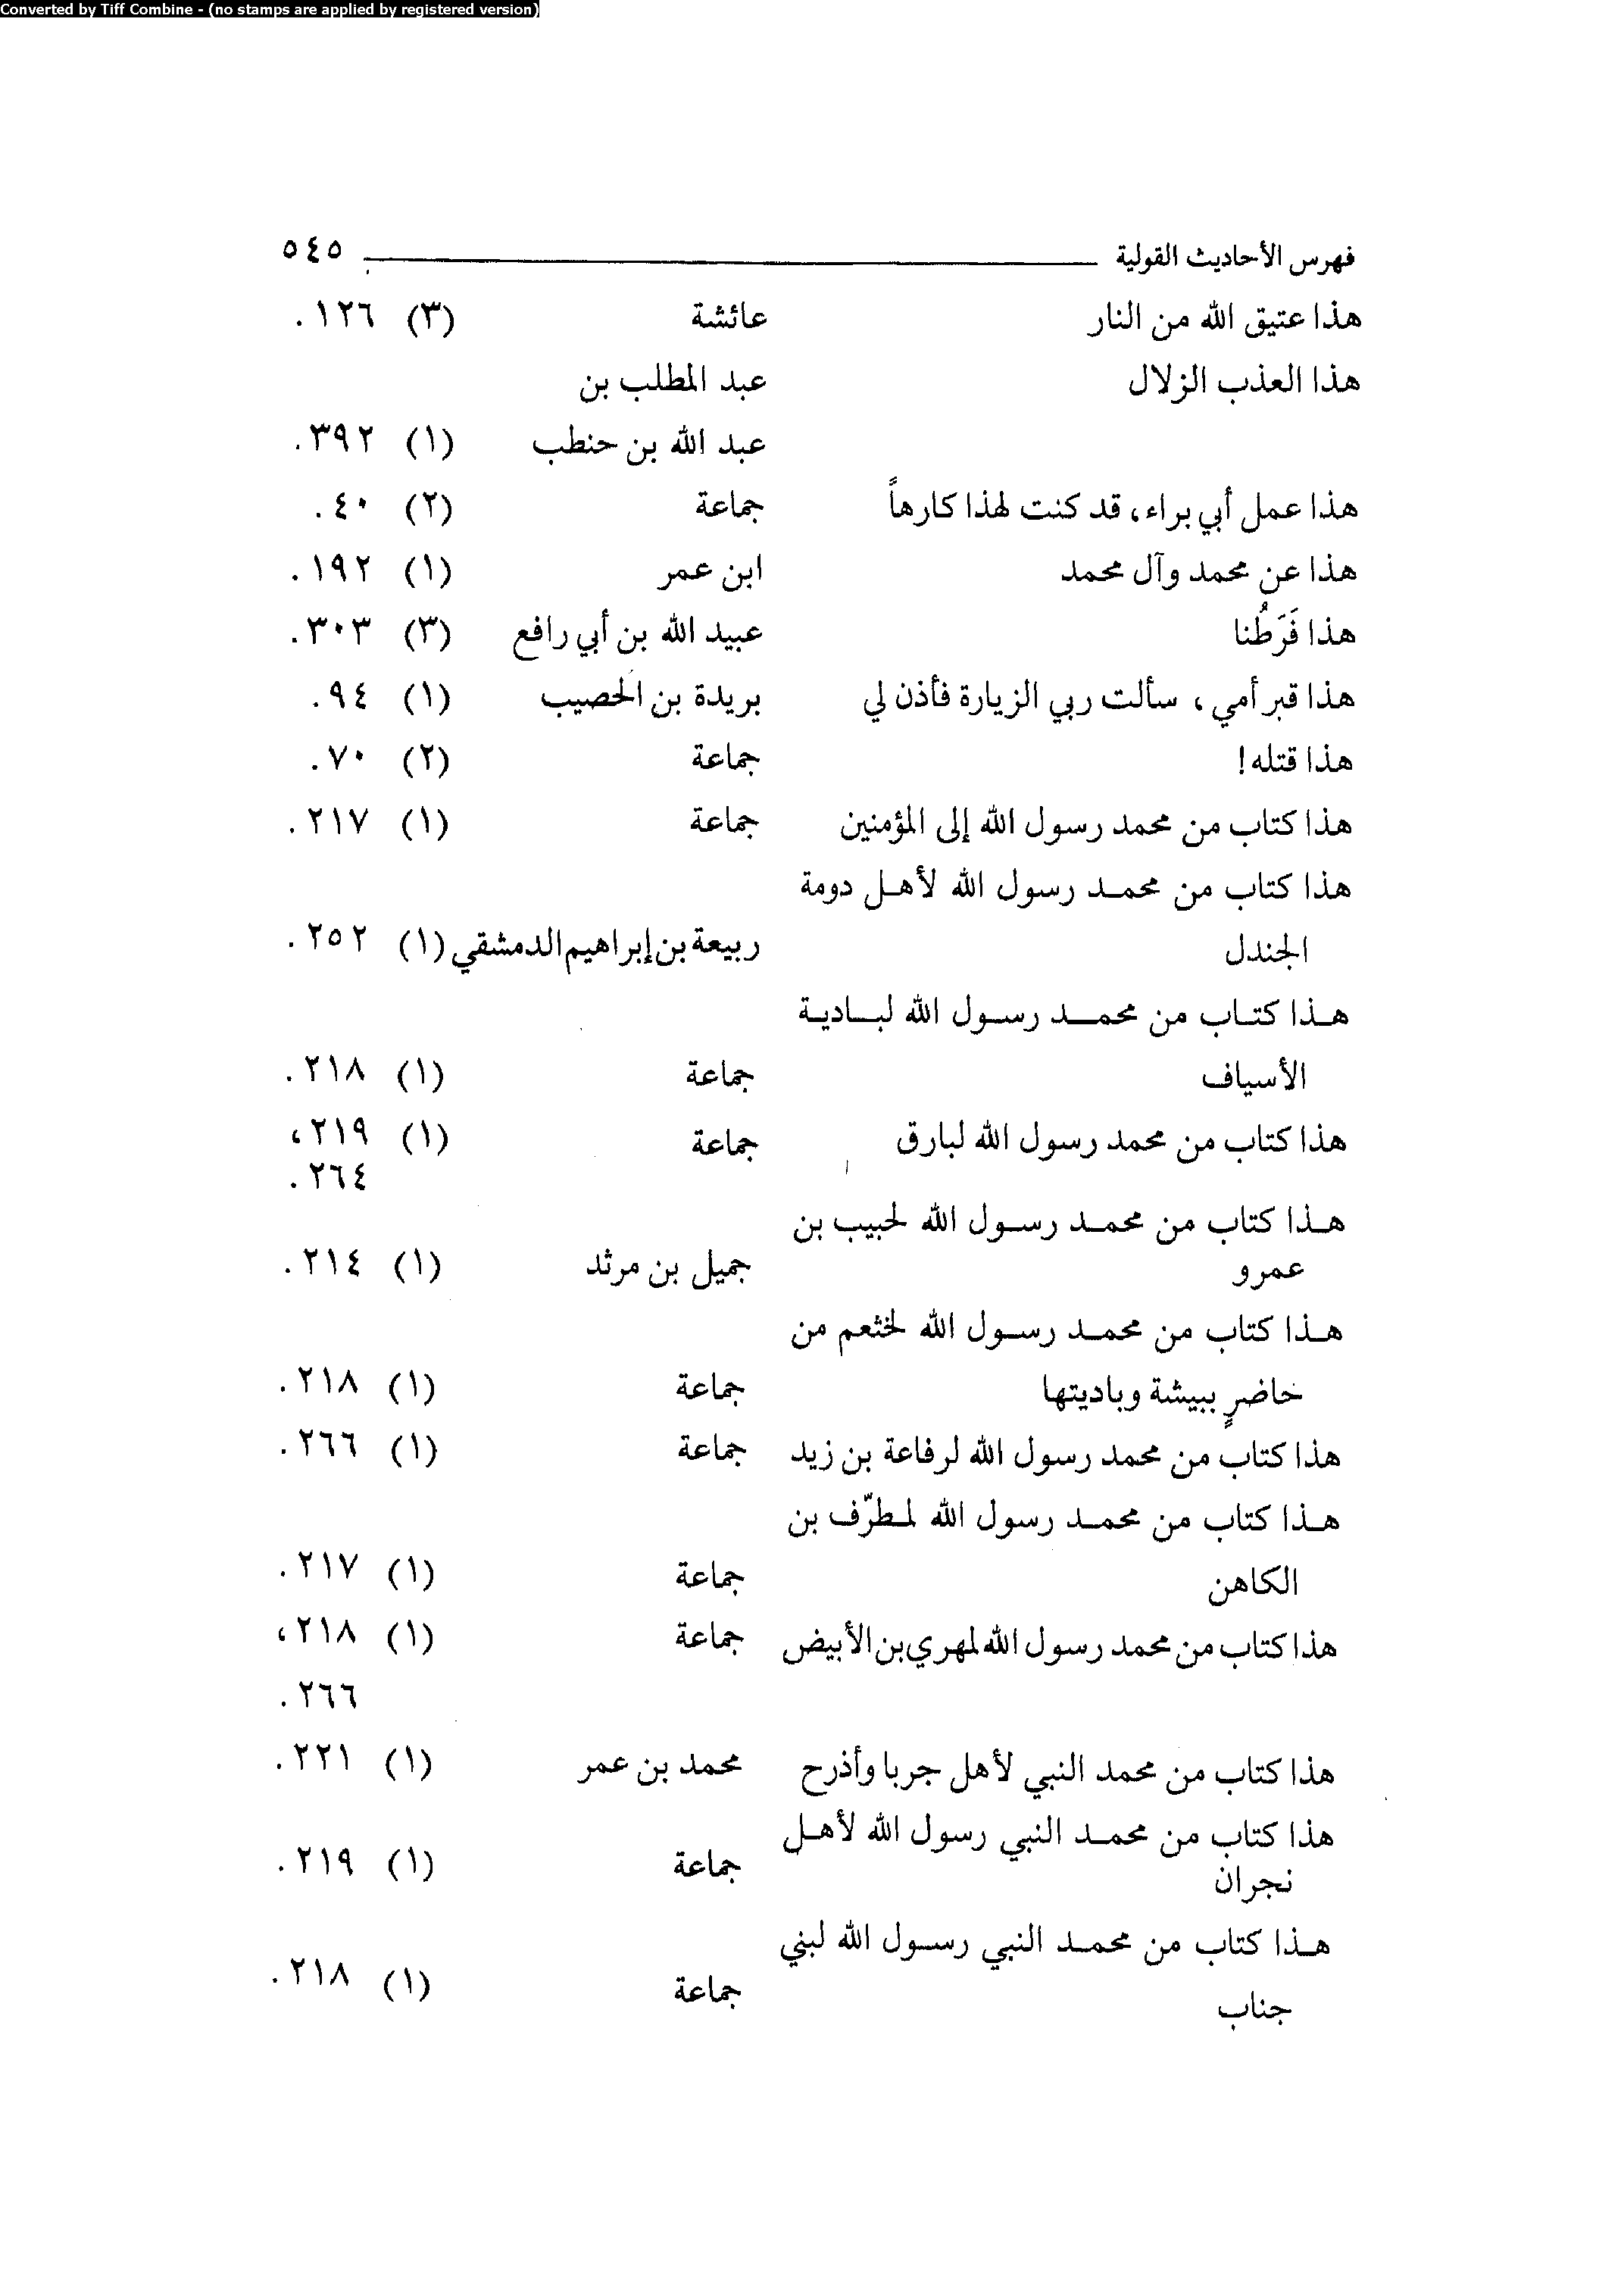 Converted by Tiff Combine - (no stamps are applied by registered version)
فهرس الأحاديث القولية ٥٤٥
هذا عتيق الله من النار عائشة (٣) ١٢٦.
هذا العذب الزلال عبد المطلب بن
عبد الله بن حنطب (١) ٣٩٢.
هذا عمل أبي براء، قد كنت لهذا كارهاً جماعة (٢) ٤٠.
هذا عن محمد وآل محمد ابن عمر (١) ١٩٢.
هذا فَرَطُنا عبيد الله بن أبي رافع (٣) ٣٠٣.
هذا قبر أمي، سألت ربي الزيارة فأذن لي بريدة بن الحصيب (١) ٩٤.
هذا قتله! جماعة (٢) ٧٠.
هذا كتاب من محمد رسول الله إلى المؤمنين جماعة (١) ٢١٧.
هذا كتاب من محمد رسول الله لأهل دومة
الجندل ربيعة بن إبراهيم الدمشقي (١) ٢٥٢.
هذا كتاب من محمد رسول الله لبادية
الأسياف جماعة (١) ٢١٨.
هذا كتاب من محمد رسول الله لبارق جماعة (١) ٢١٩،
٢٦٤.
هذا كتاب من محمد رسول الله لحبيب بن
عمرو جميل بن مرثد (١) ٢١٤.
هذا كتاب من محمد رسول الله لخثعم من
خاضرٍ ببيشة وباديتها جماعة (١) ٢١٨.
هذا كتاب من محمد رسول الله لرفاعة بن زيد جماعة (١) ٢٦٦.
هذا كتاب من محمد رسول الله لمطرّف بن
الكاهن جماعة (١) ٢١٧.
هذا كتاب من محمد رسول الله لمهري بن الأبيض جماعة (١) ٢١٨،
٢٦٦.
هذا كتاب من محمد النبي لأهل جربا وأذرح محمد بن عمر (١) ٢٢١.
هذا كتاب من محمد النبي رسول الله لأهل
نجران جماعة (١) ٢١٩.
هذا كتاب من محمد النبي رسول الله لبني
جناب جماعة (١) ٢١٨.